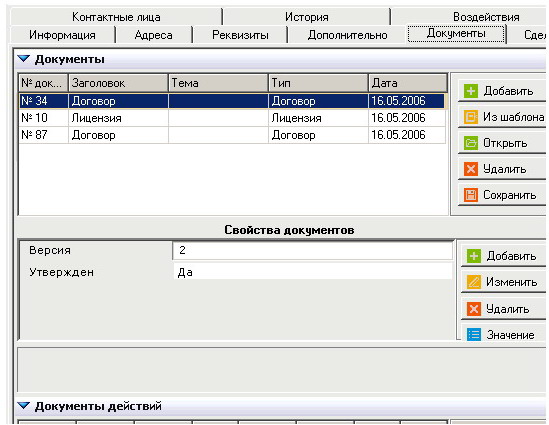 Контактные лица История Воздействия
Информация Адреса Реквизиты Дополнительно Документы Сдел
Документы
№ док... Заголовок Тема Тип Дата
№ 34 Договор Договор 16.05.2006
№ 10 Лицензия Лицензия 16.05.2006
№ 87 Договор Договор 16.05.2006
Добавить
Из шаблона
Открыть
Удалить
Сохранить
Свойства документов
Версия 2
Утвержден Да
Добавить
Изменить
Удалить
Значение
Документы действий